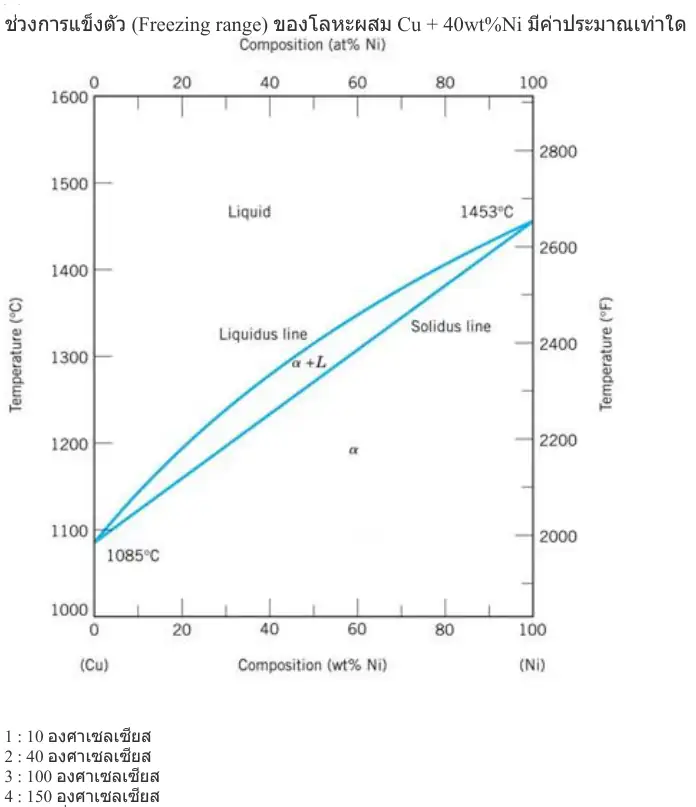 ช่วงการแข็งตัว (Freezing range) ของโลหะผสม Cu + 40wt%Ni มีค่าประมาณเท่าใด
Composition (at% Ni)
0 20 40 60 80 100
1600
2800
1500
Liquid
1453°C
2600
1400
Liquidus line
Solidus line
2400
1300
α +L
Temperature (°C)
Temperature (°F)
1200
2200
α
1100
2000
1085°C
1000
0 20 40 60 80 100
(Cu) Composition (wt% Ni) (Ni)
1 : 10 องศาเซลเซียส
2 : 40 องศาเซลเซียส
3 : 100 องศาเซลเซียส
4 : 150 องศาเซลเซียส